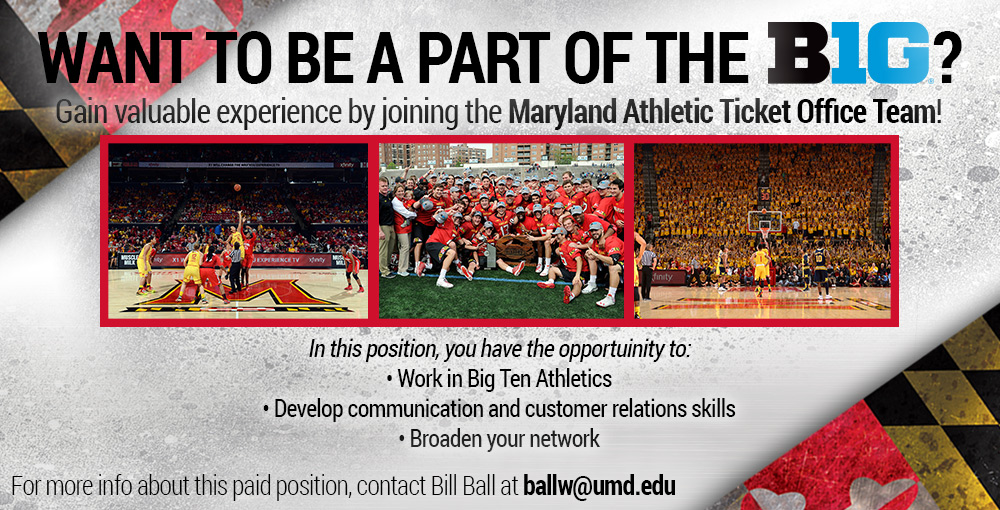 WANT TO BE A PART OF THE B1G?
Gain valuable experience by joining the Maryland Athletic Ticket Office Team!
In this position, you have the opportuinity to:
• Work in Big Ten Athletics
• Develop communication and customer relations skills
• Broaden your network
For more info about this paid position, contact Bill Ball at ballw@umd.edu